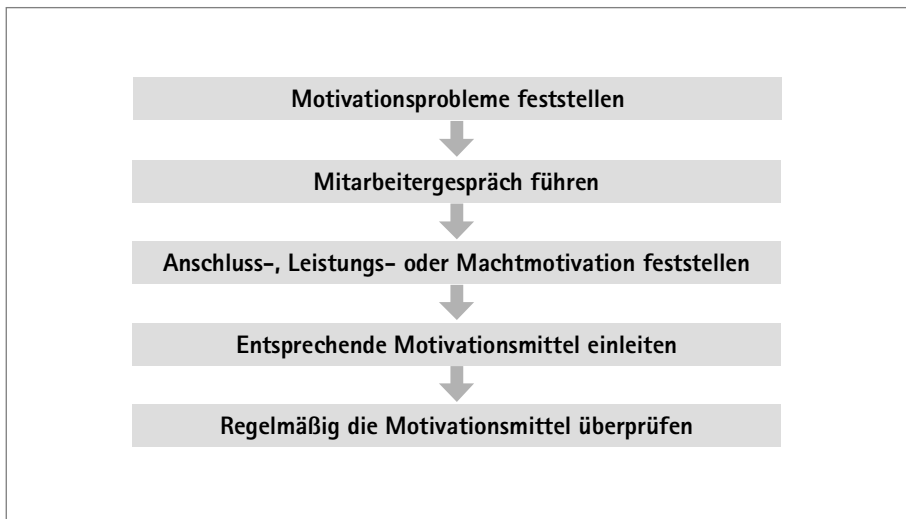 Motivationsprobleme feststellen
Mitarbeitergespräch führen
Anschluss-, Leistungs- oder Machtmotivation feststellen
Entsprechende Motivationsmittel einleiten
Regelmäßig die Motivationsmittel überprüfen